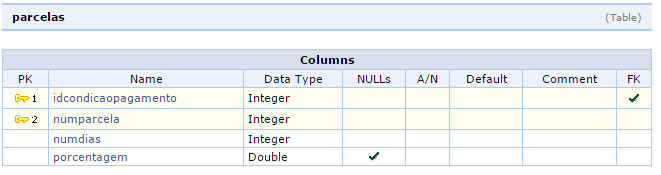 parcelas (Table)
Columns
PK Name Data Type NULLs A/N Default Comment FK
1 idcondicaopagamento Integer ✔
2 numparcela Integer
numdias Integer
porcentagem Double ✔